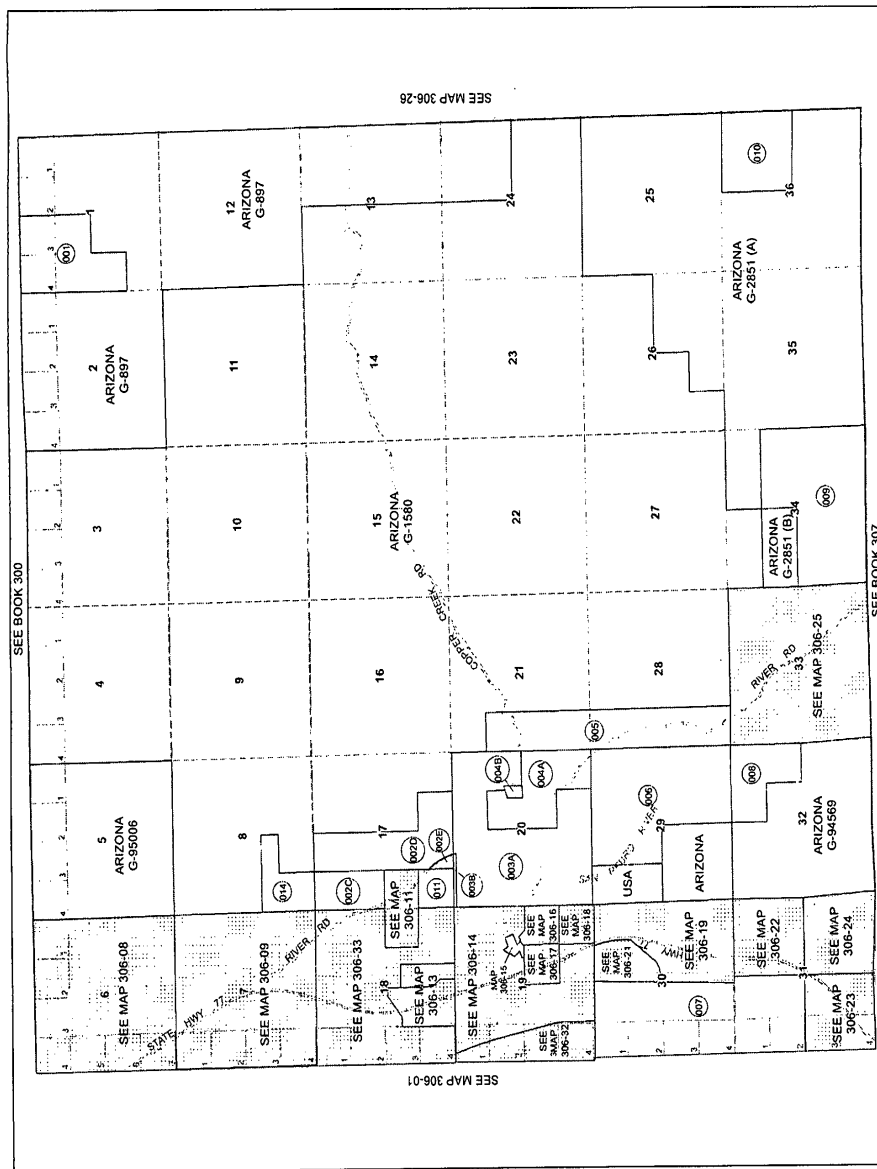 SEE BOOK 300
SEE MAP 306-26
SEE MAP 306-01
SEE BOOK 307
4 3 2 1
6
SEE MAP 306-08
STATE HWY 77
5
ARIZONA
G-95006
4
3
2
ARIZONA
G-897
1
001
7
SEE MAP 306-09
RIVER RD
8
014
9
10
11
12
ARIZONA
G-897
18
SEE MAP 306-33
SEE MAP
306-11
SEE MAP
306-13
002C
002D
002E
011
17
16
15
ARIZONA
G-1580
COPPER CREEK RD
14
13
19
SEE MAP 306-14
MAP
306-15
SEE
MAP
306-16
SEE
MAP
306-17
SEE
MAP
306-18
SEE
MAP
306-32
003A
003B
004A
004B
20
21
005
22
23
24
30
SEE
MAP
306-21
SEE MAP
306-19
HWY 77
007
USA
ARIZONA
SAN PEDRO RIVER
006
29
28
27
26
25
31
SEE MAP
306-22
SEE MAP
306-24
SEE MAP
306-23
32
ARIZONA
G-94569
008
33
SEE MAP 306-25
RIVER RD
34
ARIZONA
G-2851 (B)
009
35
ARIZONA
G-2851 (A)
36
010